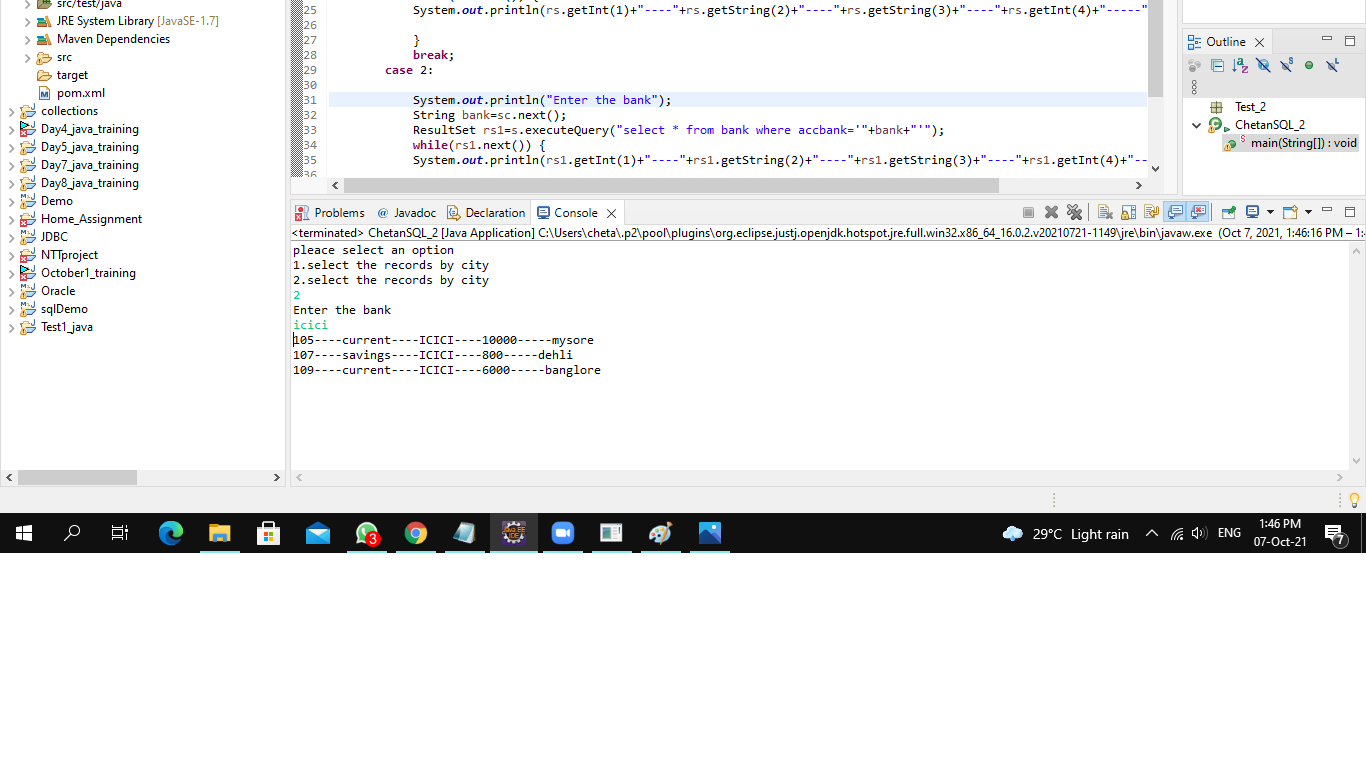 src/test/java
JRE System Library [JavaSE-1.7]
Maven Dependencies
src
target
pom.xml
collections
Day4_java_training
Day5_java_training
Day7_java_training
Day8_java_training
Demo
Home_Assignment
JDBC
NTTproject
October1_training
Oracle
sqlDemo
Test1_java
25 System.out.println(rs.getInt(1)+"----"+rs.getString(2)+"----"+rs.getString(3)+"----"+rs.getInt(4)+"-----"
26
27 }
28 break;
29 case 2:
30
31 System.out.println("Enter the bank");
32 String bank=sc.next();
33 ResultSet rs1=s.executeQuery("select * from bank where accbank='"+bank+"'");
34 while(rs1.next()) {
35 System.out.println(rs1.getInt(1)+"----"+rs1.getString(2)+"----"+rs1.getString(3)+"----"+rs1.getInt(4)+"--
36
Outline
Test_2
ChetanSQL_2
main(String[]) : void
Problems @ Javadoc Declaration Console
<terminated> ChetanSQL_2 [Java Application] C:\Users\cheta\.p2\pool\plugins\org.eclipse.justj.openjdk.hotspot.jre.full.win32.x86_64_16.0.2.v20210721-1149\jre\bin\javaw.exe (Oct 7, 2021, 1:46:16 PM – 1:4
pleace select an option
1.select the records by city
2.select the records by city
2
Enter the bank
icici
105----current----ICICI----10000-----mysore
107----savings----ICICI----800-----dehli
109----current----ICICI----6000-----banglore
3
JAVA EE
IDE
29°C Light rain
ENG
1:46 PM
07-Oct-21
7